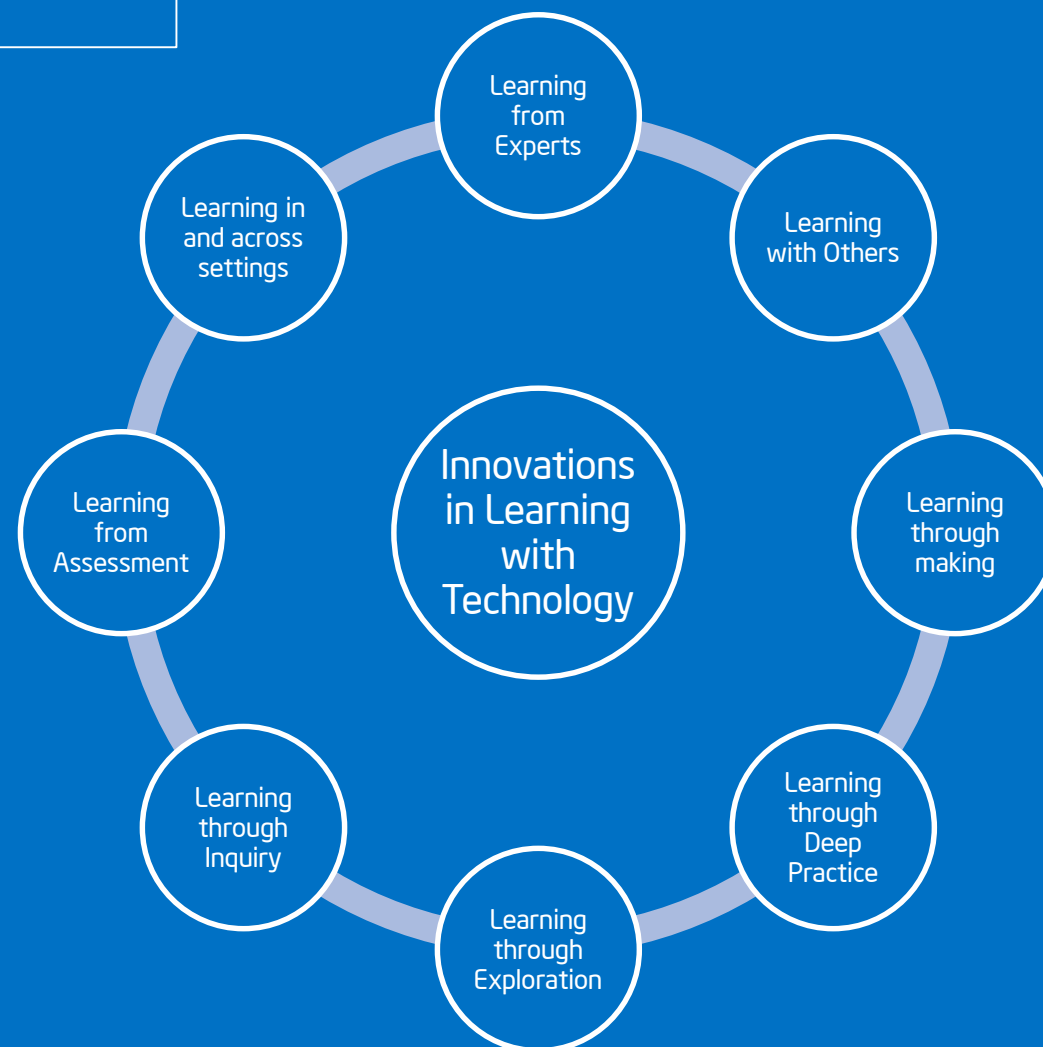 Learning
from
Experts
Learning in
and across
settings
Learning
with Others
Innovations
in Learning
with
Technology
Learning
from
Assessment
Learning
through
making
Learning
through
Inquiry
Learning
through
Deep
Practice
Learning
through
Exploration